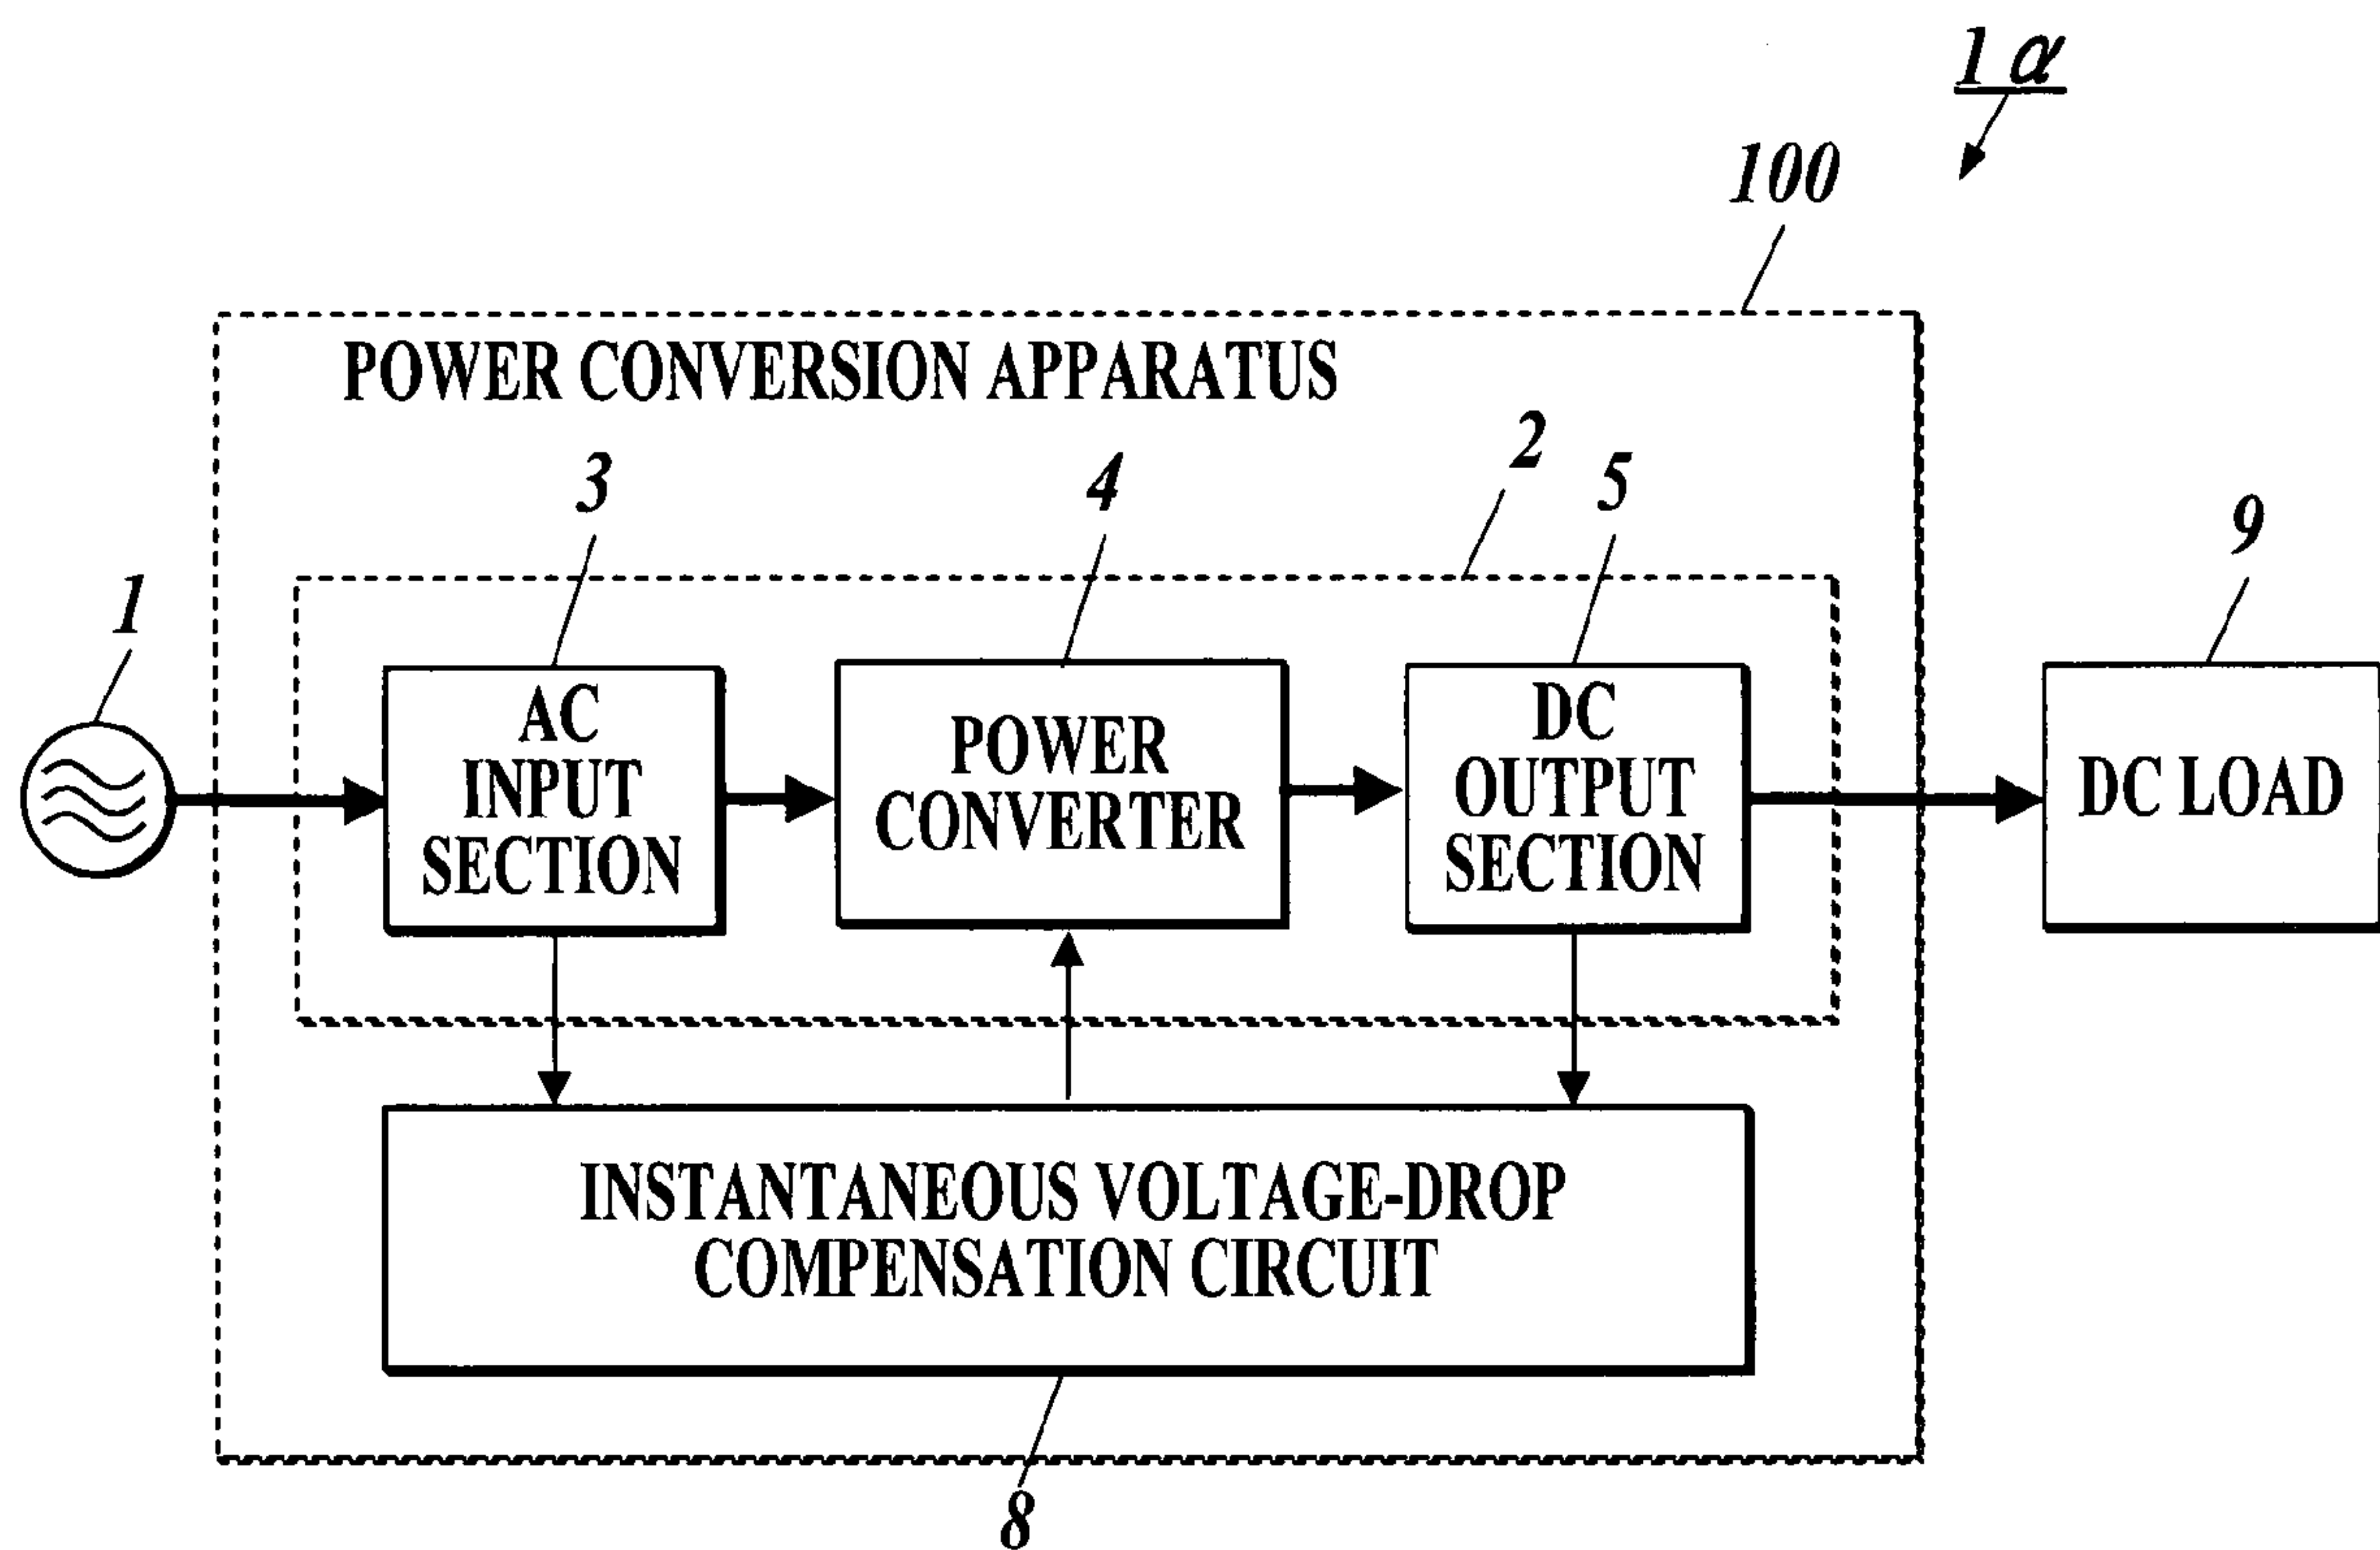 1α
100
POWER CONVERSION APPARATUS
2
3
4
5
9
1
AC
INPUT
SECTION
POWER
CONVERTER
DC
OUTPUT
SECTION
DC LOAD
INSTANTANEOUS VOLTAGE-DROP
COMPENSATION CIRCUIT
8